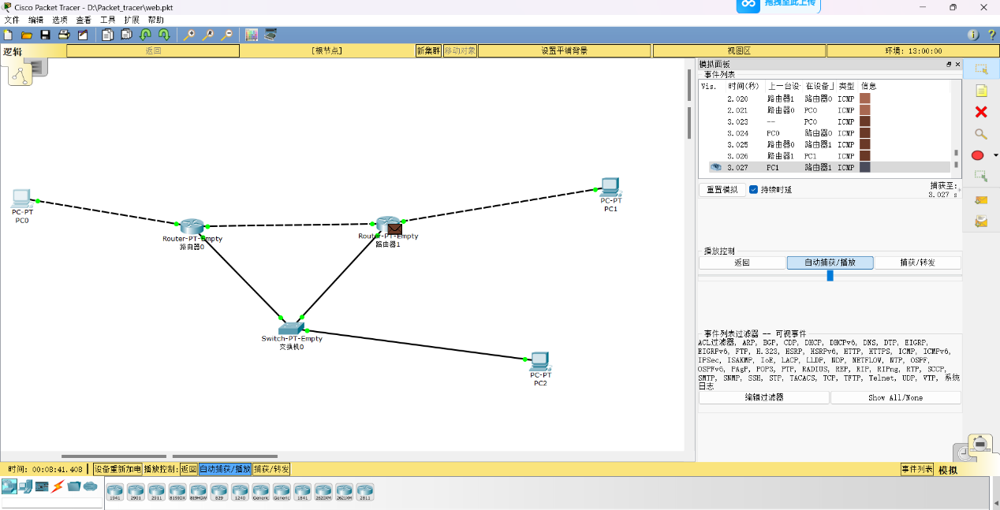 Cisco Packet Tracer - D:\Packet_tracer\web.pkt
拖拽至此上传
文件 编辑 选项 查看 工具 扩展 帮助
逻辑 返回 [根节点] 新集群 移动对象 设置平铺背景 视图区 环境: 13:00:00
模拟面板
事件列表
Vis. 时间(秒) 上一台设 在设备 类型 信息
2.020 路由器1 路由器0 ICMP
2.021 路由器0 PC0 ICMP
3.023 -- PC0 ICMP
3.024 PC0 路由器0 ICMP
3.025 路由器0 路由器1 ICMP
3.026 路由器1 PC1 ICMP
3.027 PC1 路由器1 ICMP
重置模拟 持续时延 捕获至:
3.027 s
播放控制
返回 自动捕获/播放 捕获/转发
事件列表过滤器 -- 可视事件
ACL过滤器, ARP, BGP, CDP, DHCP, DHCPv6, DNS, DTP, EIGRP,
EIGRPv6, FTP, H.323, HSRP, HSRPv6, HTTP, HTTPS, ICMP, ICMPv6,
IPSec, ISAKMP, IoE, LACP, LLDP, NDP, NETFLOW, NTP, OSPF,
OSPFv6, PAgP, POP3, PTP, RADIUS, REP, RIP, RIPng, RTP, SCCP,
SMTP, SNMP, SSH, STP, TACACS, TCP, TFTP, Telnet, UDP, VTP, 系统
日志
编辑过滤器 Show All/None
PC-PT
PC0
Router-PT-Empty
路由器0
Router-PT-Empty
路由器1
PC-PT
PC1
Switch-PT-Empty
交换机0
PC-PT
PC2
时间: 00:08:41.408 设备重新加电 播放控制: 返回 自动捕获/播放 捕获/转发 事件列表 模拟
1941 2901 2911 819IOX 819HGW 829 1240 Generic Generic 1841 2620XM 2621XM 2811